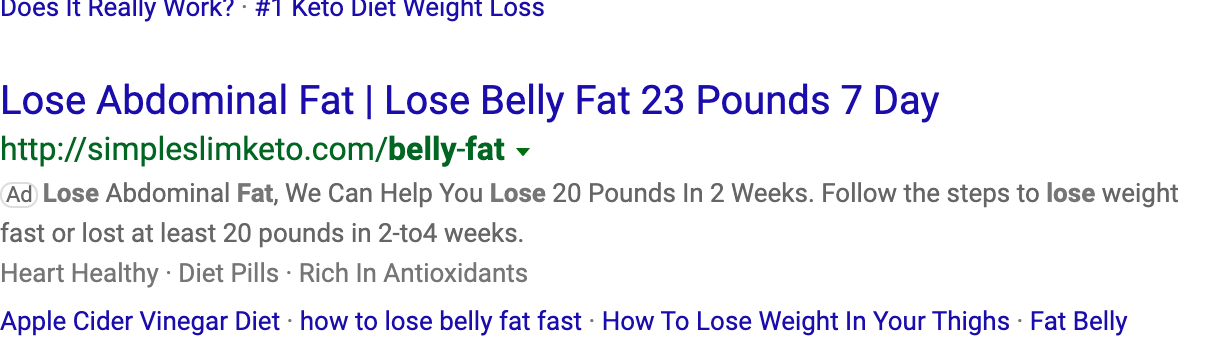 Does It Really Work? · #1 Keto Diet Weight Loss
Lose Abdominal Fat | Lose Belly Fat 23 Pounds 7 Day
http://simpleslimketo.com/belly-fat
Ad Lose Abdominal Fat, We Can Help You Lose 20 Pounds In 2 Weeks. Follow the steps to lose weight
fast or lost at least 20 pounds in 2-to4 weeks.
Heart Healthy · Diet Pills · Rich In Antioxidants
Apple Cider Vinegar Diet · how to lose belly fat fast · How To Lose Weight In Your Thighs · Fat Belly